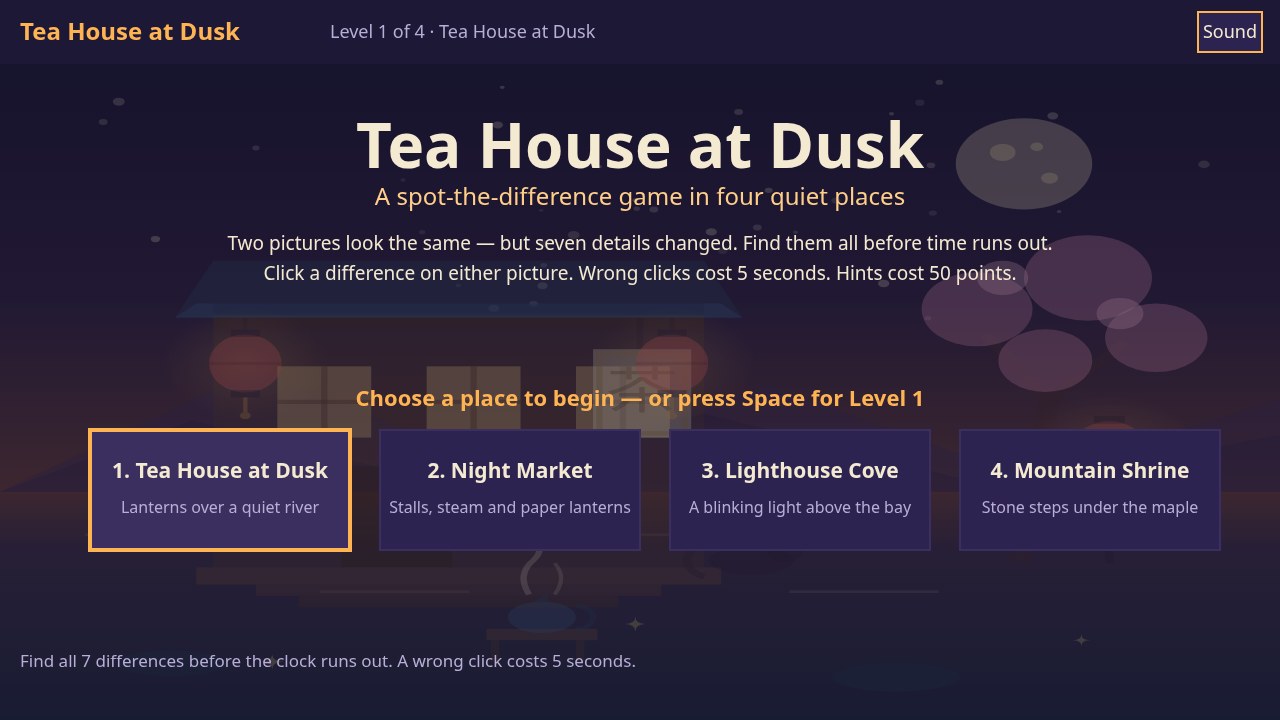 Tea House at Dusk
Level 1 of 4 · Tea House at Dusk
Sound
Tea House at Dusk
A spot-the-difference game in four quiet places
Two pictures look the same — but seven details changed. Find them all before time runs out.
Click a difference on either picture. Wrong clicks cost 5 seconds. Hints cost 50 points.
茶
Choose a place to begin — or press Space for Level 1
1. Tea House at Dusk
Lanterns over a quiet river
2. Night Market
Stalls, steam and paper lanterns
3. Lighthouse Cove
A blinking light above the bay
4. Mountain Shrine
Stone steps under the maple
Find all 7 differences before the clock runs out. A wrong click costs 5 seconds.